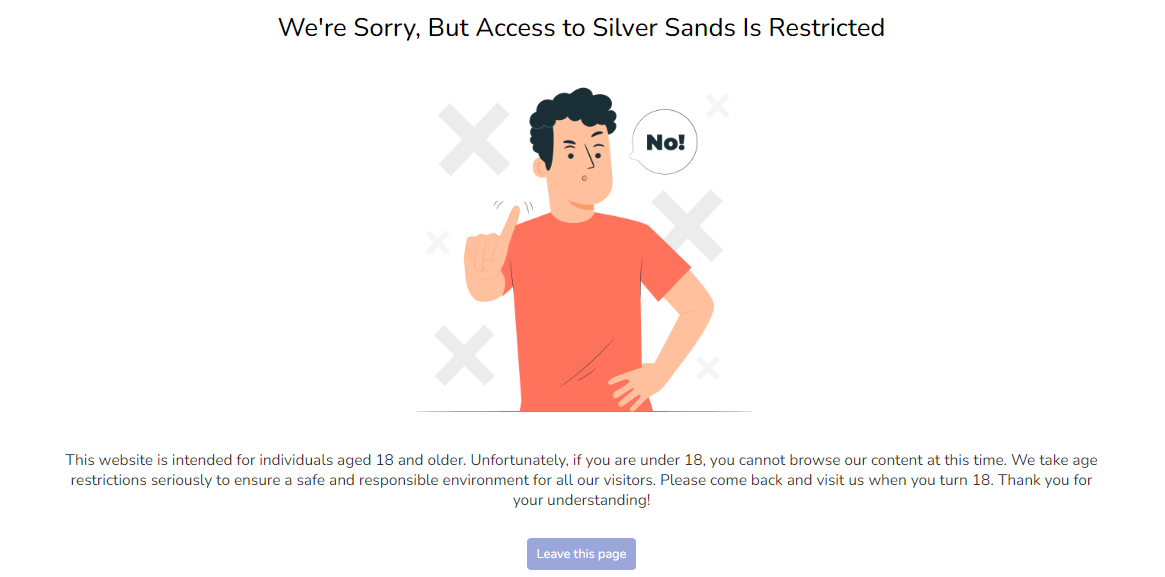 We're Sorry, But Access to Silver Sands Is Restricted
No!
This website is intended for individuals aged 18 and older. Unfortunately, if you are under 18, you cannot browse our content at this time. We take age
restrictions seriously to ensure a safe and responsible environment for all our visitors. Please come back and visit us when you turn 18. Thank you for
your understanding!
Leave this page